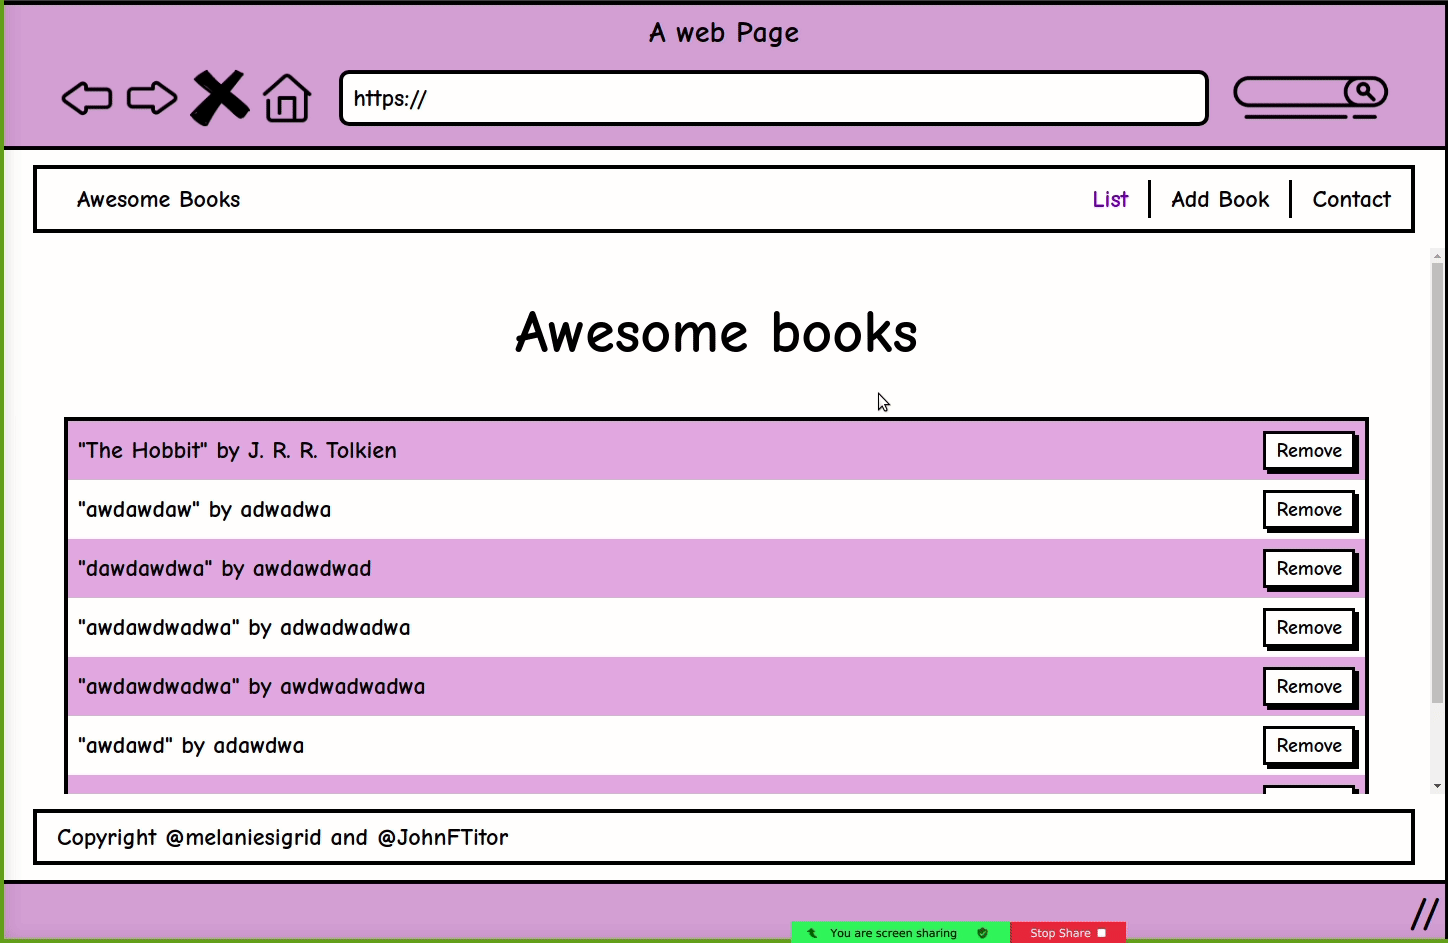 A web Page
https://
Awesome Books List Add Book Contact
Awesome books
"The Hobbit" by J. R. R. Tolkien Remove
"awdawdaw" by adwadwa Remove
"dawdawdwa" by awdawdwad Remove
"awdawdwadwa" by adwadwadwa Remove
"awdawdwadwa" by awdwadwadwa Remove
"awdawd" by adawdwa Remove
Copyright @melaniesigrid and @JohnFTitor
You are screen sharing Stop Share